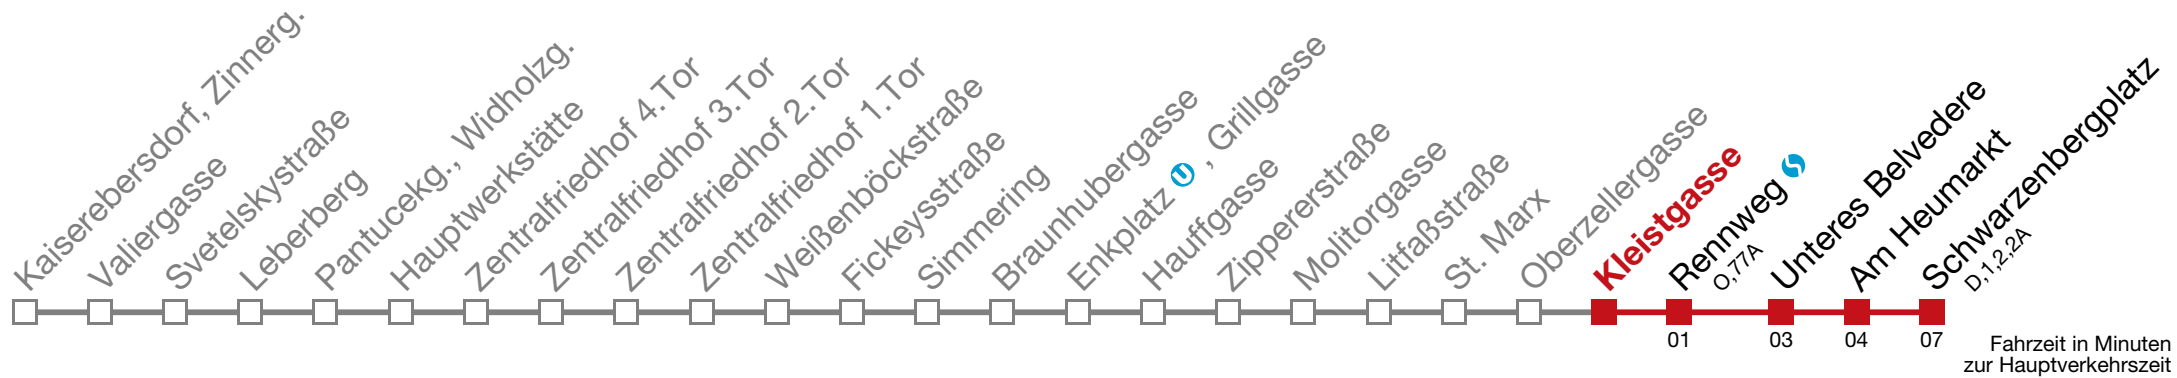 Kaiserebersdorf, Zinnerg.
Valiergasse
Svetelskystraße
Leberberg
Pantucekg., Widholzg.
Hauptwerkstätte
Zentralfriedhof 4.Tor
Zentralfriedhof 3.Tor
Zentralfriedhof 2.Tor
Zentralfriedhof 1.Tor
Weißenböckstraße
Fickeysstraße
Simmering
Braunhubergasse
Enkplatz U, Grillgasse
Hauffgasse
Zippererstraße
Molitorgasse
Litfaßstraße
St. Marx
Oberzellergasse
Kleistgasse
Rennweg S
O,77A
Unteres Belvedere
Am Heumarkt
Schwarzenbergplatz
D,1,2,2A
01
03
04
07
Fahrzeit in Minuten
zur Hauptverkehrszeit